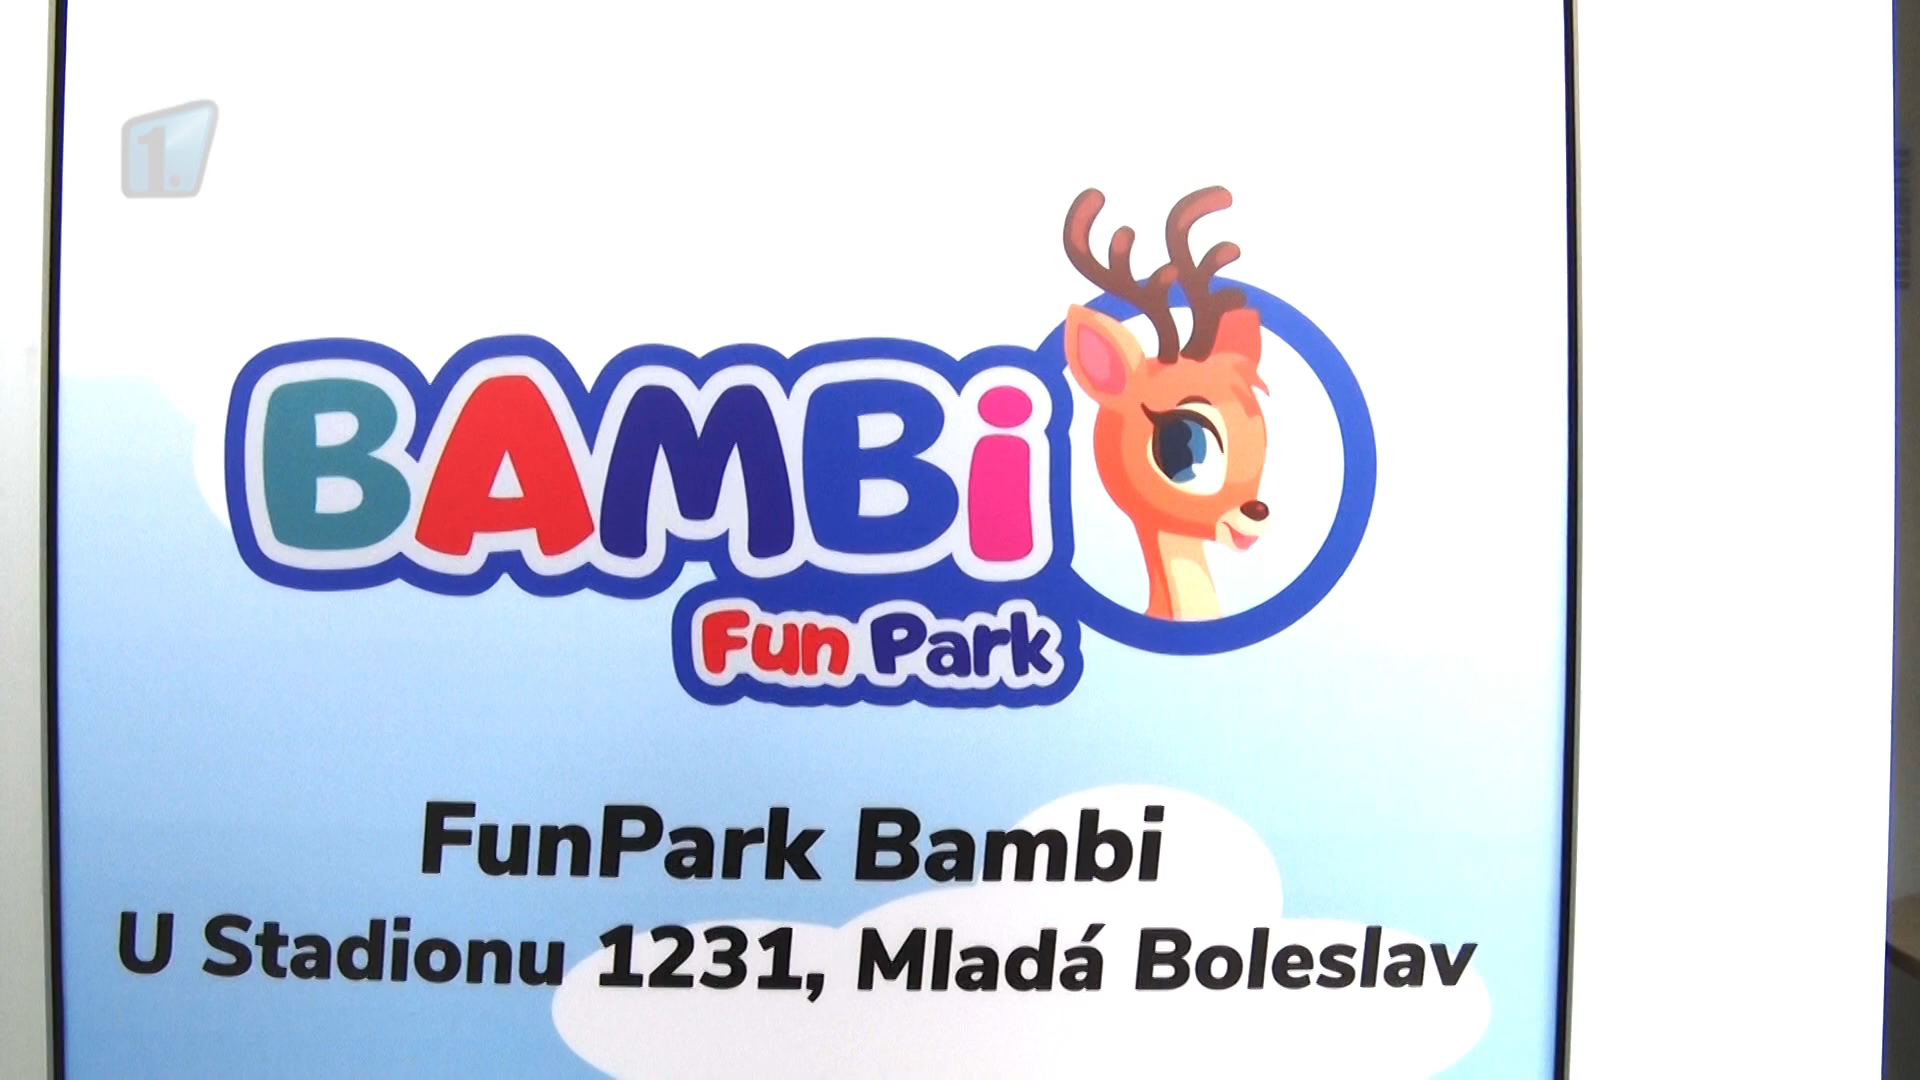 1.
BAMBi
Fun Park
FunPark Bambi
U Stadionu 1231, Mladá Boleslav